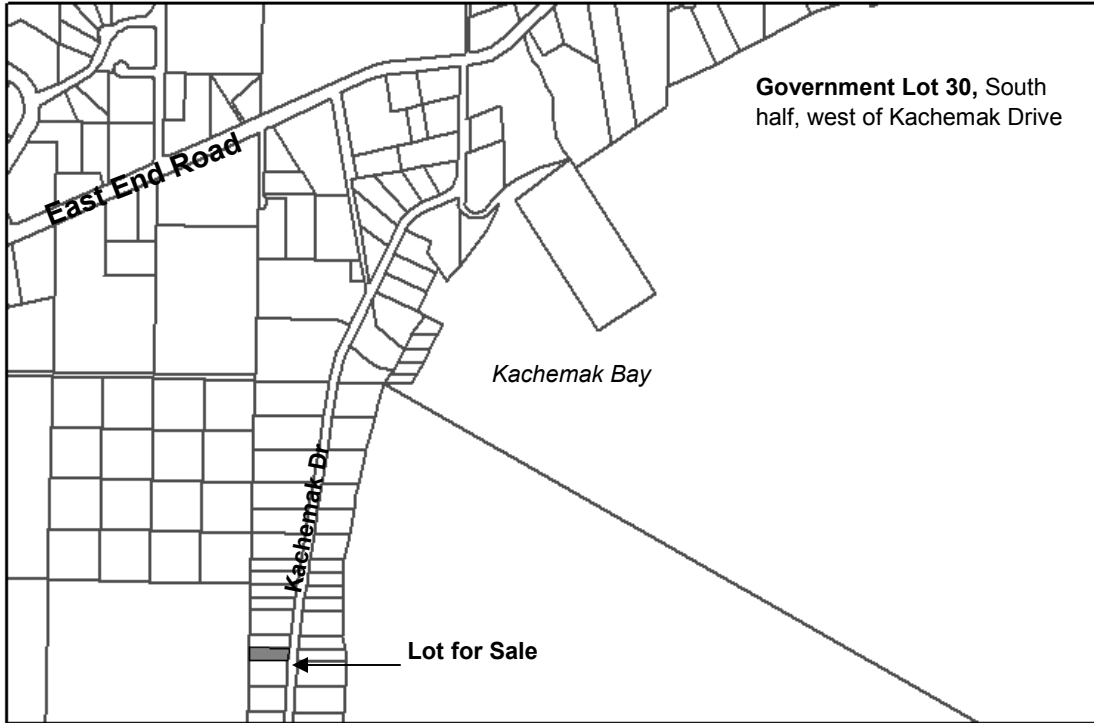 Government Lot 30, South
half, west of Kachemak Drive
East End Road
Kachemak Bay
Kachemak Dr
Lot for Sale